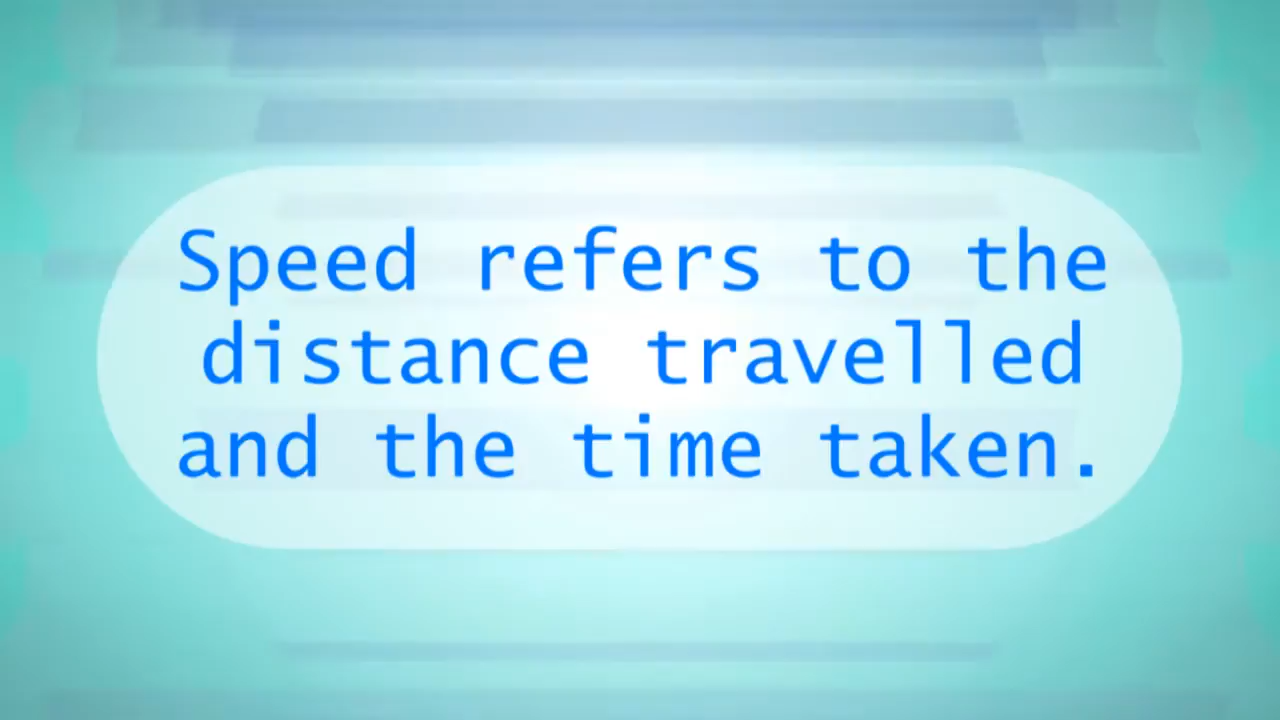 Speed refers to the
distance travelled
and the time taken.